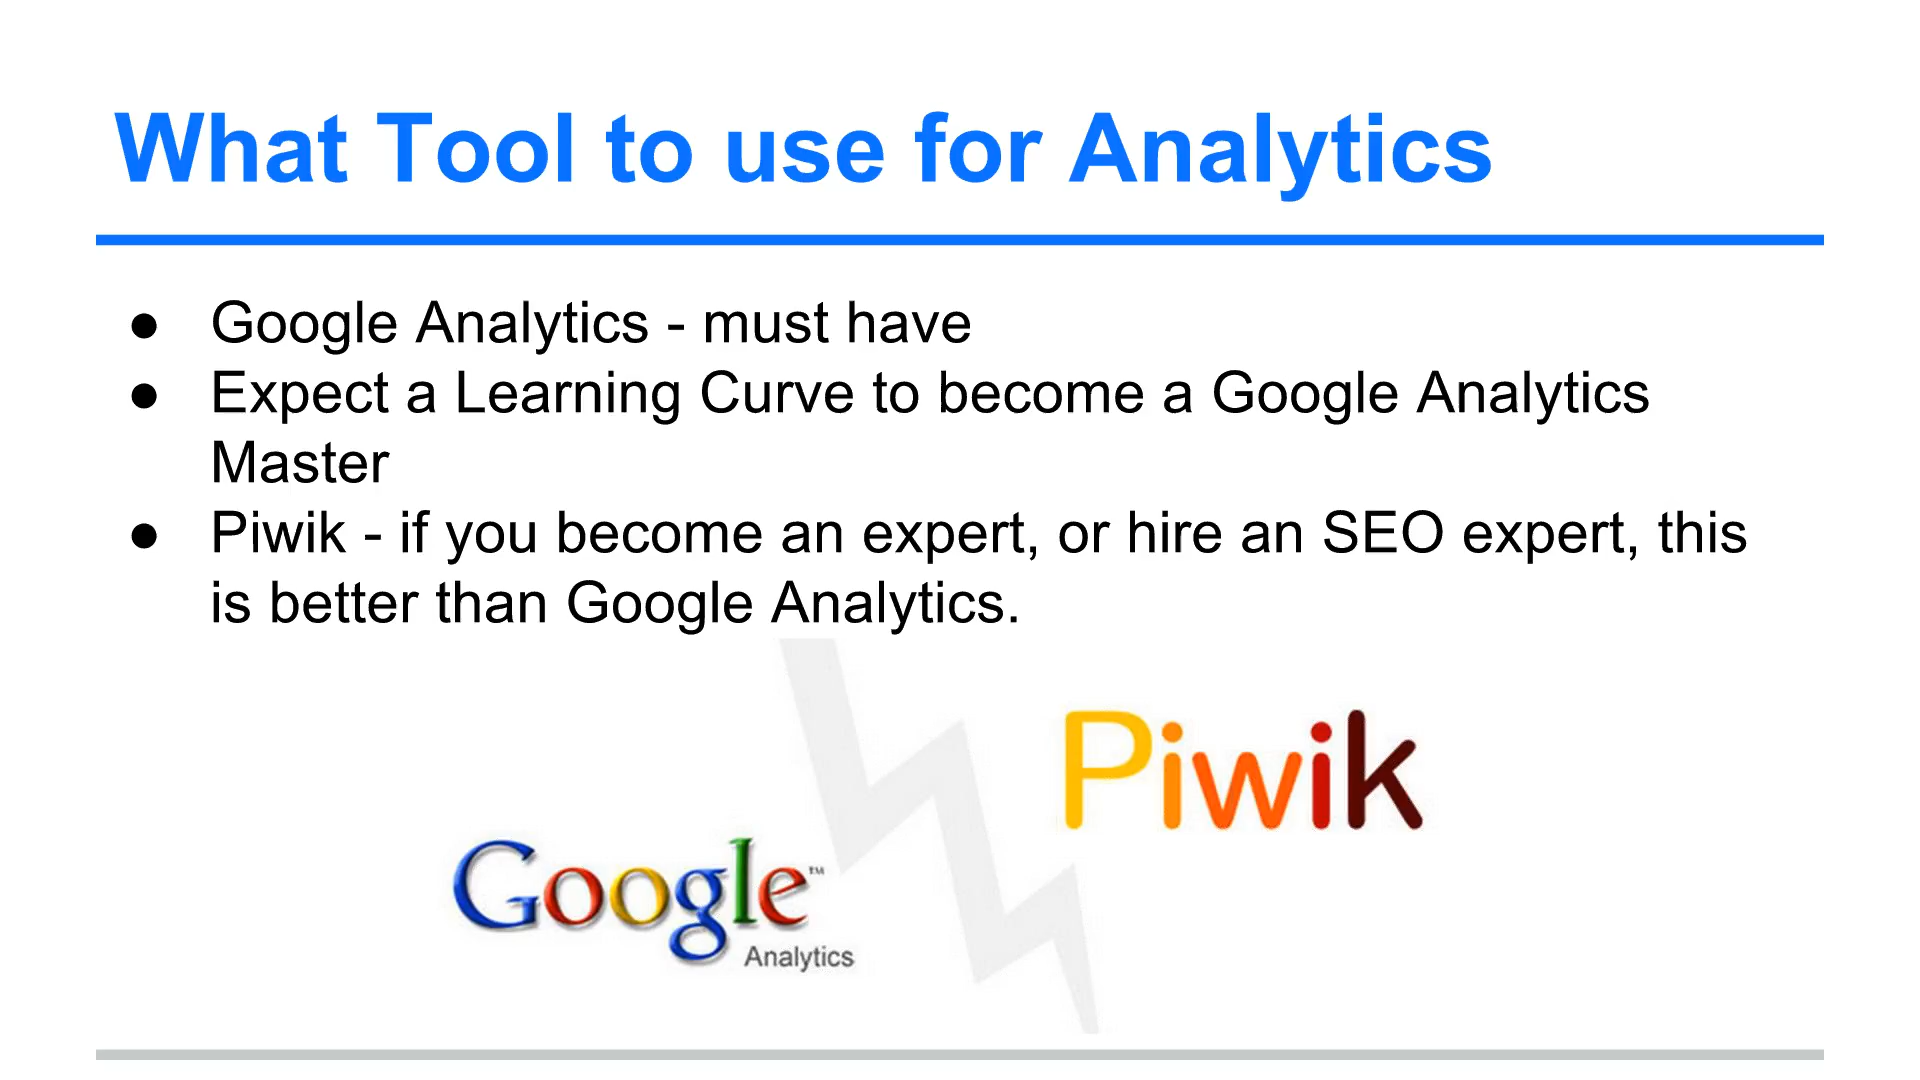 What Tool to use for Analytics
● Google Analytics - must have
● Expect a Learning Curve to become a Google Analytics
Master
● Piwik - if you become an expert, or hire an SEO expert, this
is better than Google Analytics.
Piwik
Google™
Analytics